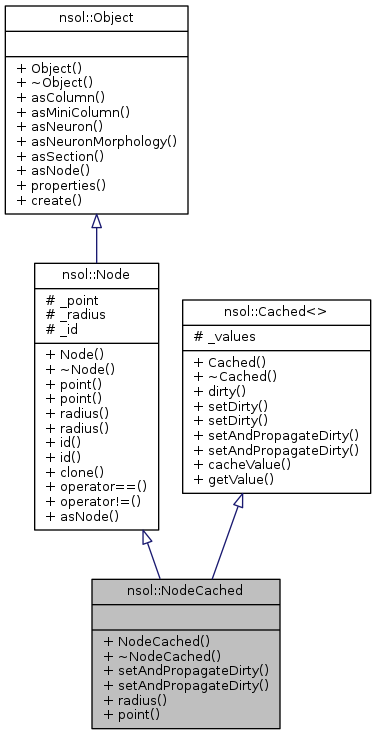 nsol::Object
+ Object()
+ ~Object()
+ asColumn()
+ asMiniColumn()
+ asNeuron()
+ asNeuronMorphology()
+ asSection()
+ asNode()
+ properties()
+ create()
nsol::Node
# _point
# _radius
# _id
+ Node()
+ ~Node()
+ point()
+ point()
+ radius()
+ radius()
+ id()
+ id()
+ clone()
+ operator==()
+ operator!=()
+ asNode()
nsol::Cached<>
# _values
+ Cached()
+ ~Cached()
+ dirty()
+ setDirty()
+ setDirty()
+ setAndPropagateDirty()
+ setAndPropagateDirty()
+ cacheValue()
+ getValue()
nsol::NodeCached
+ NodeCached()
+ ~NodeCached()
+ setAndPropagateDirty()
+ setAndPropagateDirty()
+ radius()
+ point()